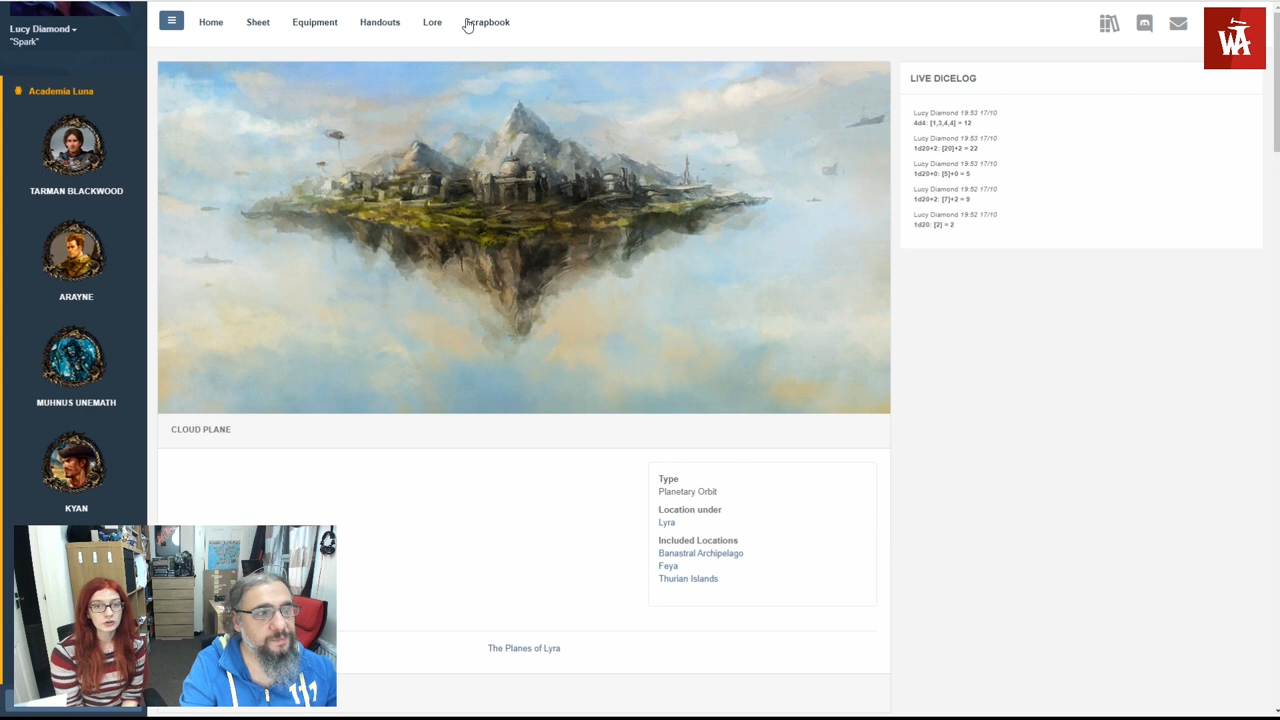 Lucy Diamond
"Spark"
Home Sheet Equipment Handouts Lore Scrapbook
WA
Academia Luna
TARMAN BLACKWOOD
ARAYNE
MUHNUS UNEMATH
KYAN
LIVE DICELOG
Lucy Diamond 19:53 17/10
4d4: [1,3,4,4] = 12
Lucy Diamond 19:53 17/10
1d20+2: [20]+2 = 22
Lucy Diamond 19:53 17/10
1d20+0: [5]+0 = 5
Lucy Diamond 19:52 17/10
1d20+2: [7]+2 = 9
Lucy Diamond 19:52 17/10
1d20: [2] = 2
CLOUD PLANE
Type
Planetary Orbit
Location under
Lyra
Included Locations
Banastral Archipelago
Feya
Thurian Islands
The Planes of Lyra